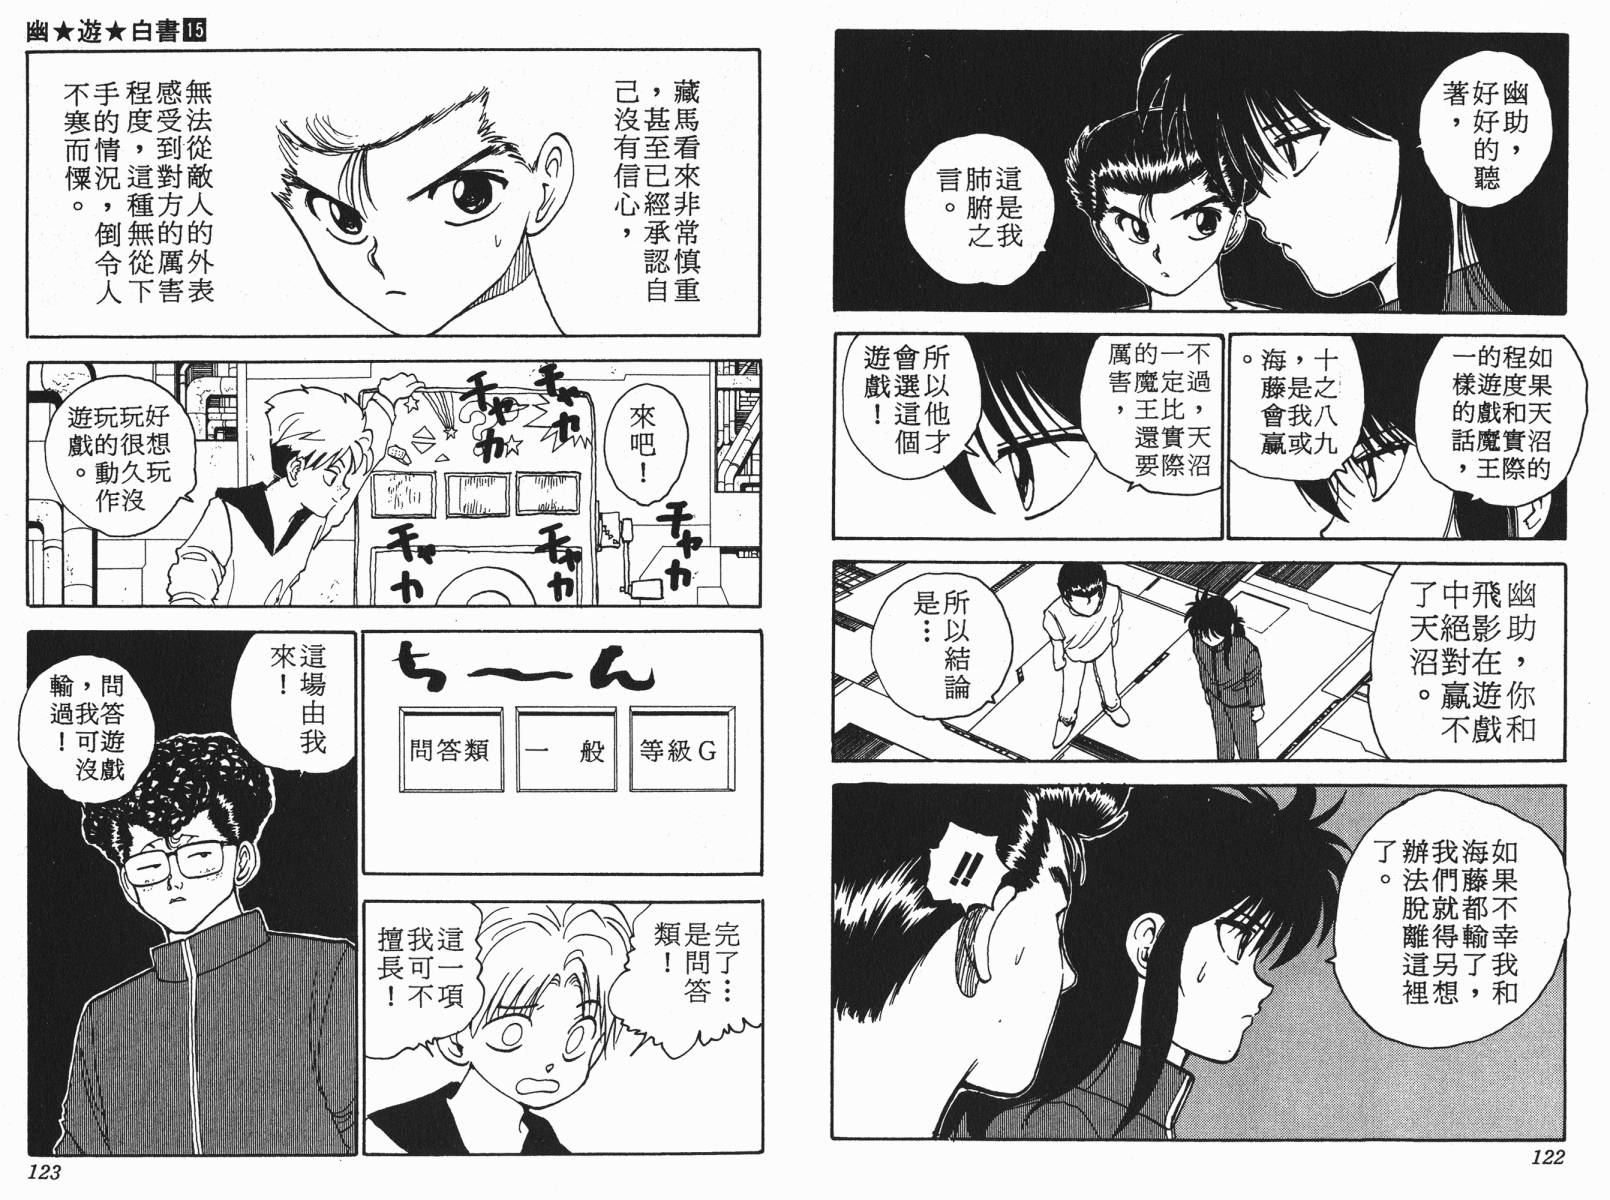 幽助，
好好的聽
著，
這是我
肺腑之
言。
如果天沼的
程度和實際
的遊戲魔王
一樣的話，
十之八九
，是我或
海藤會贏
。
不過，天沼
一定比實際
的魔王還要
厲害，
所以他才
會選這個
遊戲！
幽助，你和
飛影在遊戲
中絕對贏不
了天沼。
所以結論
是…
如果不幸我和
海藤都輸了，
我們就得另想
辦法脫離這裡
了。
!!
122
幽★遊★白書15
藏馬看來非常慎重
，甚至已經承認自
己沒有信心，
無法從敵人的外表
感受到對方的厲害
程度，這種無從下
手的情況，倒令人
不寒而慄。
來吧！
チャカ
チャカ
チャカ
チャカ
チャカ
好想玩
玩很久沒
玩的動作
遊戲。
ちーん
問答類
一 般
等級G
完了…
是問答
類！
這一項
我可不
擅長！
這場由我
來！
問答遊戲
，我可沒
輸過！
123